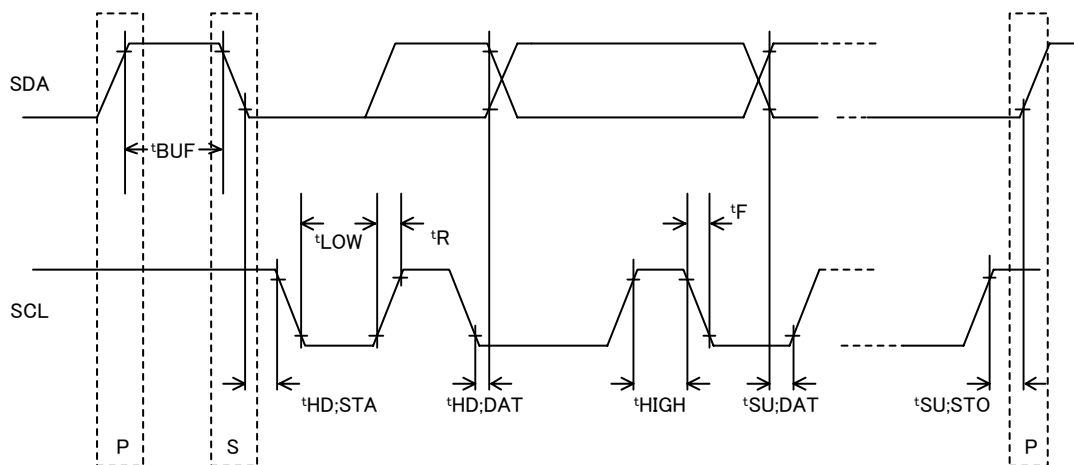 SDA
tBUF
tLOW
tR
tF
SCL
tHD;STA
tHD;DAT
tHIGH
tSU;DAT
tSU;STO
P
S
P